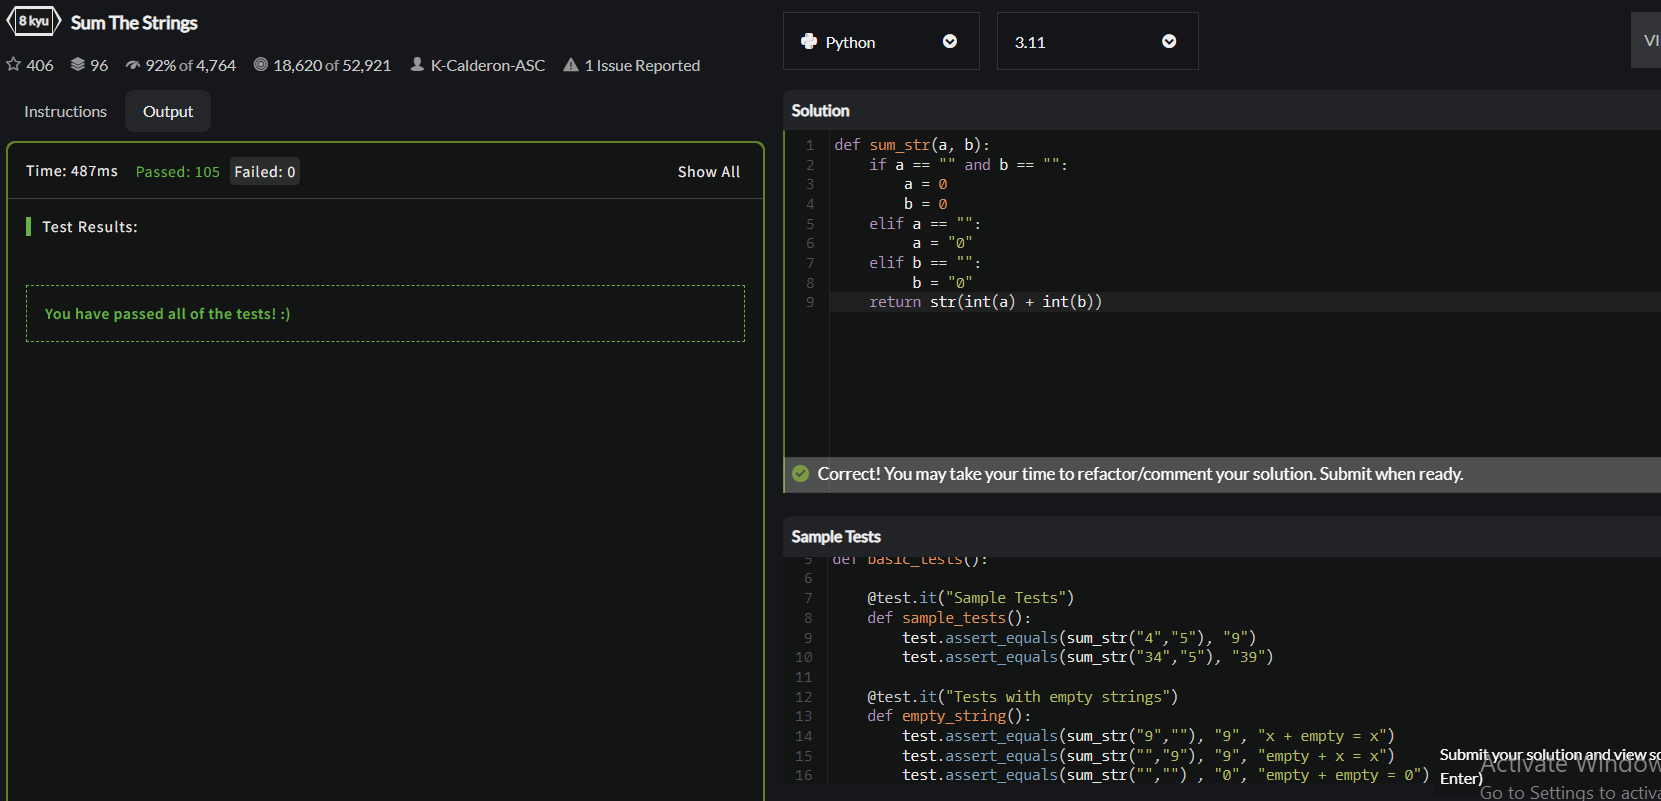 8 kyu Sum The Strings
406 96 92% of 4,764 18,620 of 52,921 K-Calderon-ASC 1 Issue Reported
Instructions Output
Time: 487ms Passed: 105 Failed: 0 Show All
Test Results:
You have passed all of the tests! :)
Python 3.11
VI
Solution
1 def sum_str(a, b):
2     if a == "" and b == "":
3         a = 0
4         b = 0
5     elif a == "":
6          a = "0"
7     elif b == "":
8          b = "0"
9     return str(int(a) + int(b))
Correct! You may take your time to refactor/comment your solution. Submit when ready.
Sample Tests
5 def basic_tests():
6
7     @test.it("Sample Tests")
8     def sample_tests():
9         test.assert_equals(sum_str("4","5"), "9")
10         test.assert_equals(sum_str("34","5"), "39")
11
12     @test.it("Tests with empty strings")
13     def empty_string():
14         test.assert_equals(sum_str("9",""), "9", "x + empty = x")
15         test.assert_equals(sum_str("","9"), "9", "empty + x = x")
16         test.assert_equals(sum_str("","") , "0", "empty + empty = 0")
Submit your solution and view so
Enter)
Activate Window
Go to Settings to activa